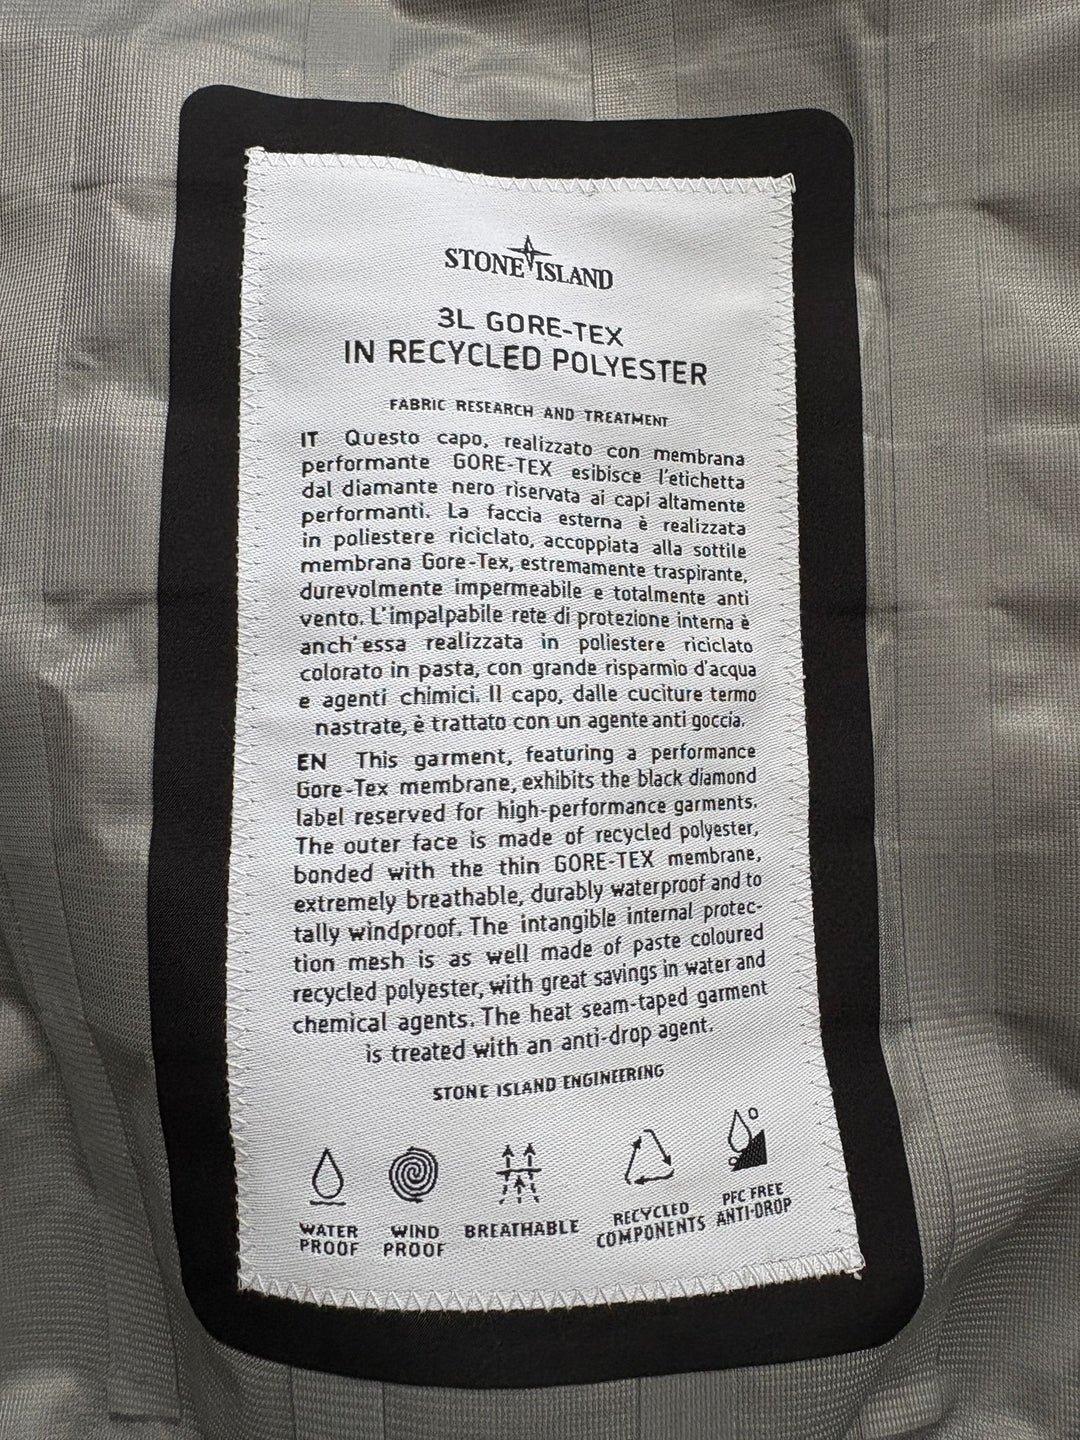 STONE ISLAND
3L GORE-TEX
IN RECYCLED POLYESTER
FABRIC RESEARCH AND TREATMENT
IT Questo capo, realizzato con membrana
performante GORE-TEX esibisce l'etichetta
dal diamante nero riservata ai capi altamente
performanti. La faccia esterna è realizzata
in poliestere riciclato, accoppiata alla sottile
membrana Gore-Tex, estremamente traspirante,
durevolmente impermeabile e totalmente anti
vento. L'impalpabile rete di protezione interna è
anch'essa realizzata in poliestere riciclato
colorato in pasta, con grande risparmio d'acqua
e agenti chimici. Il capo, dalle cuciture termo
nastrate, è trattato con un agente anti goccia.
EN This garment, featuring a performance
Gore-Tex membrane, exhibits the black diamond
label reserved for high-performance garments.
The outer face is made of recycled polyester,
bonded with the thin GORE-TEX membrane,
extremely breathable, durably waterproof and to
tally windproof. The intangible internal protec-
tion mesh is as well made of paste coloured
recycled polyester, with great savings in water and
chemical agents. The heat seam-taped garment
is treated with an anti-drop agent.
STONE ISLAND ENGINEERING
WATER
PROOF
WIND
PROOF
BREATHABLE
RECYCLED
COMPONENTS
PFC FREE
ANTI-DROP